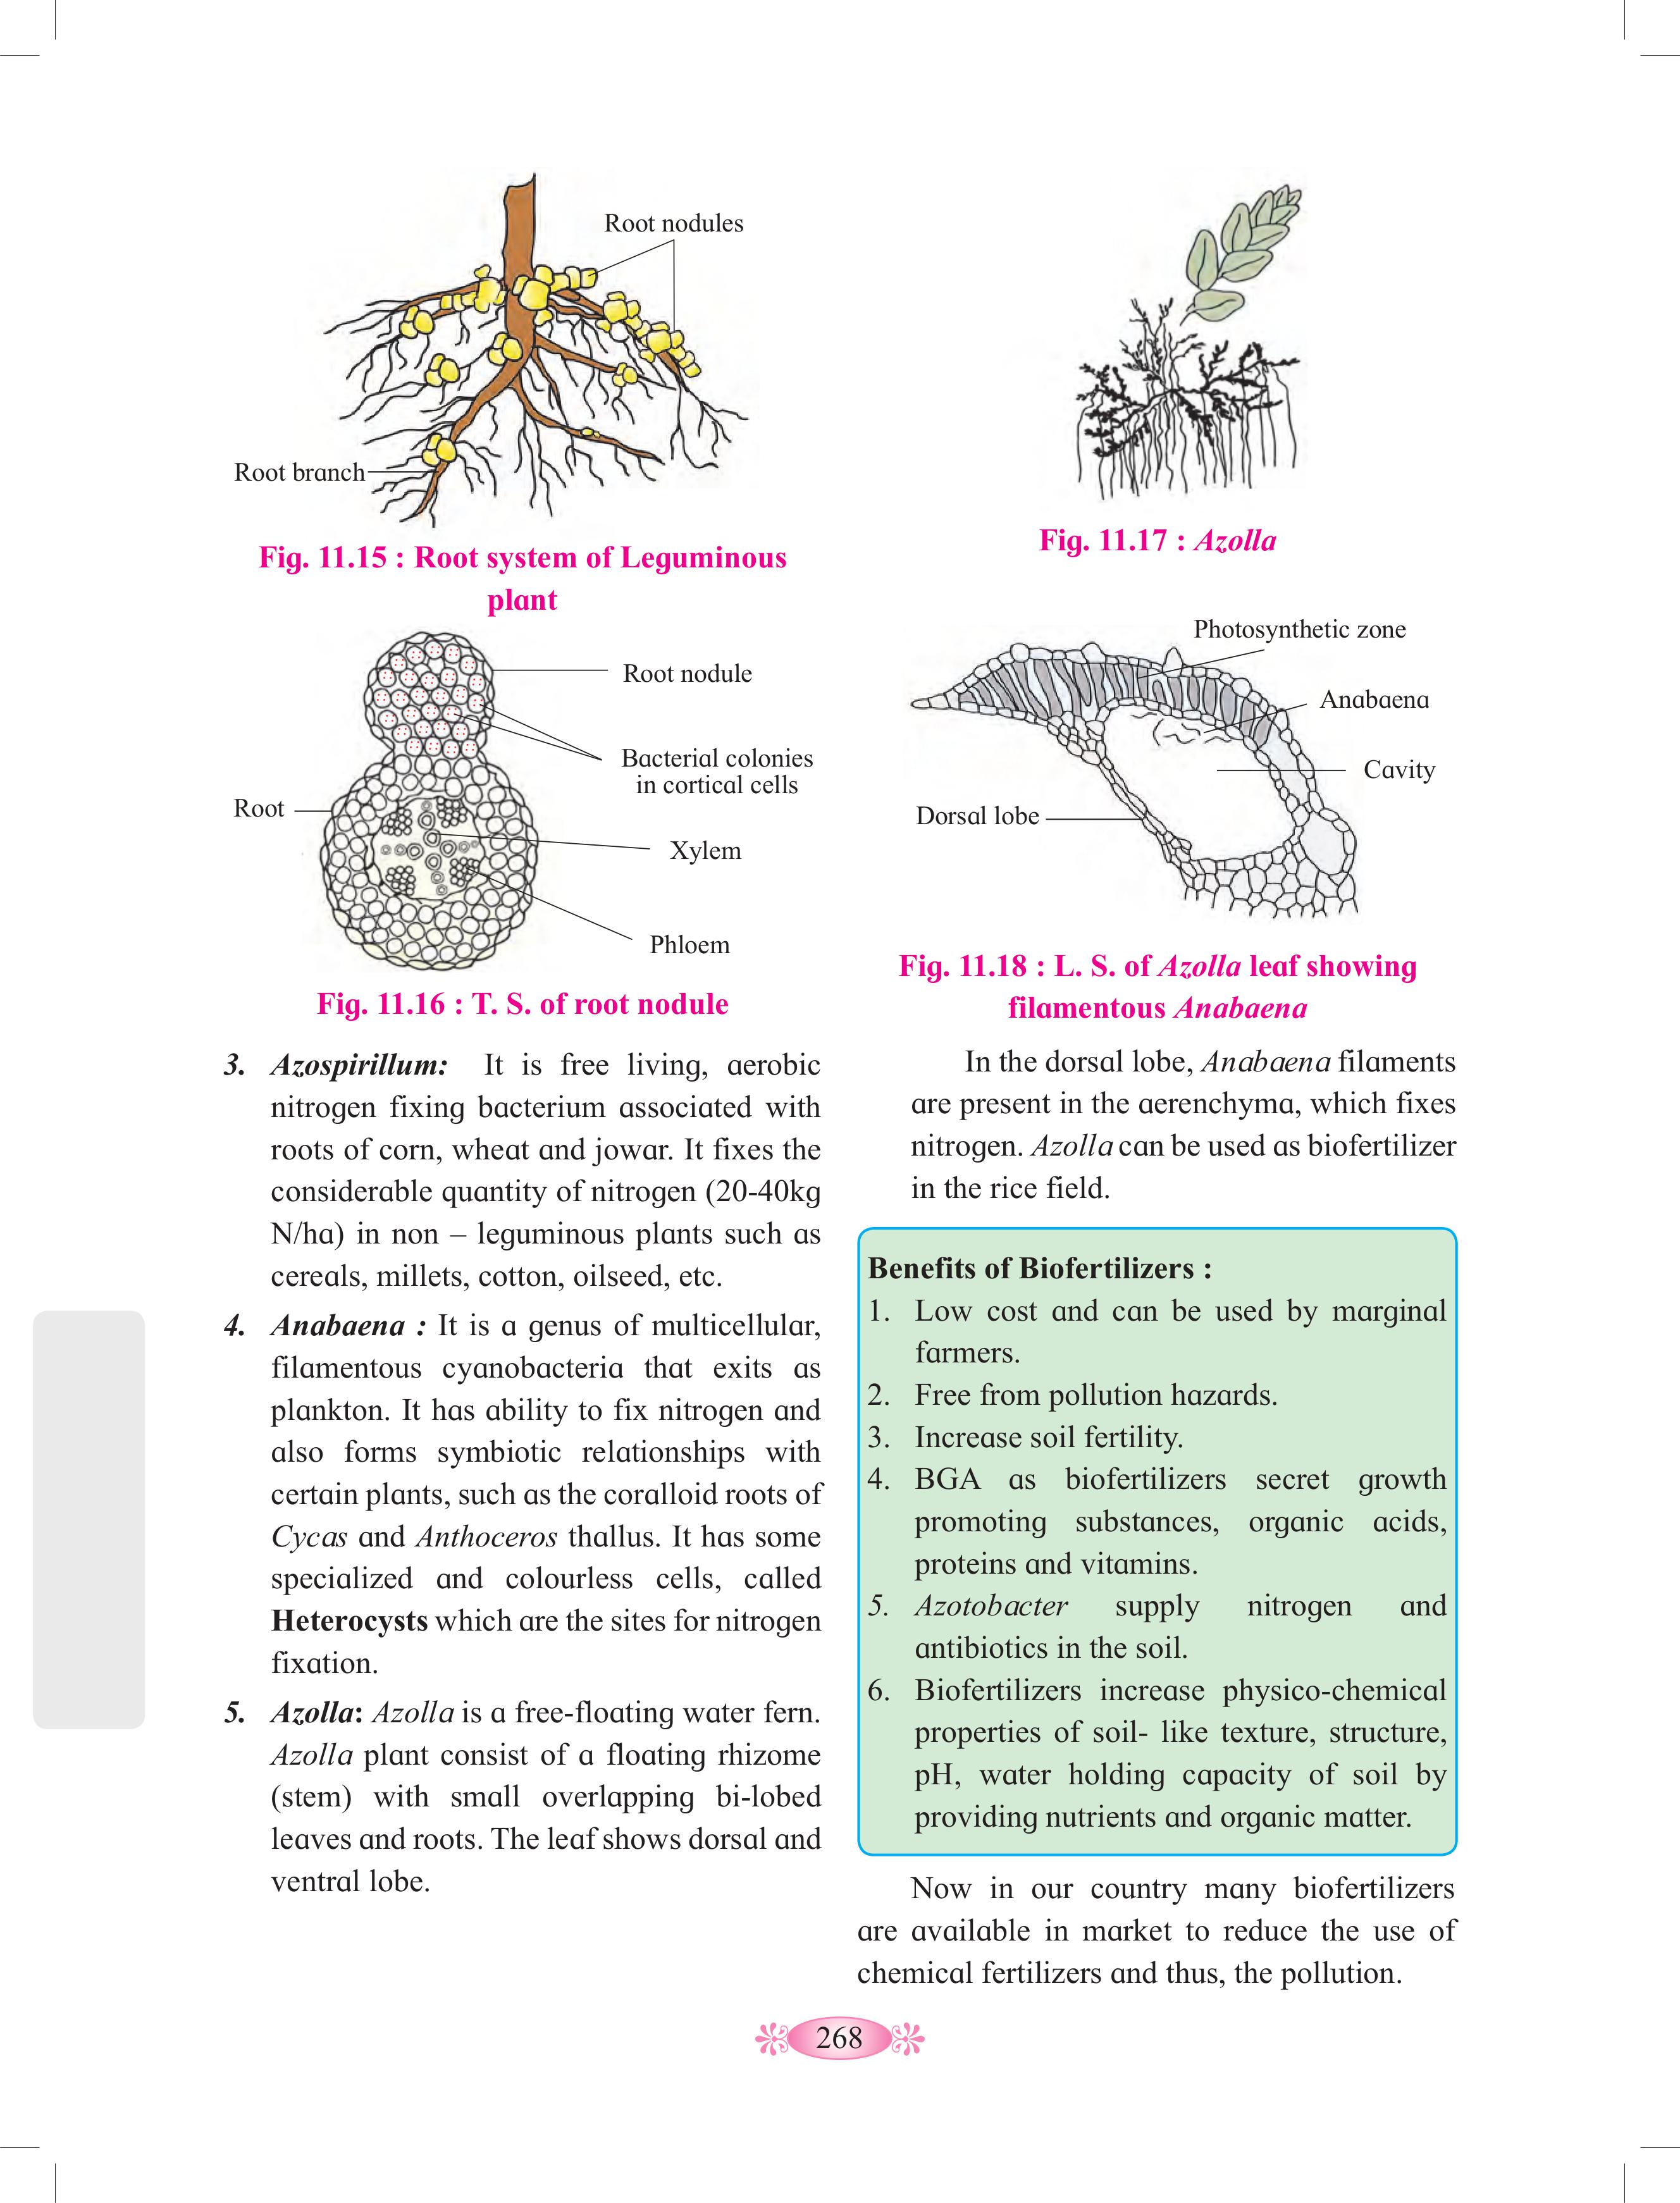 Root nodules
Root branch
Fig. 11.15 : Root system of Leguminous
plant
Root nodule
Bacterial colonies
in cortical cells
Root
Xylem
Phloem
Fig. 11.16 : T. S. of root nodule
3. Azospirillum: It is free living, aerobic
nitrogen fixing bacterium associated with
roots of corn, wheat and jowar. It fixes the
considerable quantity of nitrogen (20-40kg
N/ha) in non – leguminous plants such as
cereals, millets, cotton, oilseed, etc.
4. Anabaena : It is a genus of multicellular,
filamentous cyanobacteria that exits as
plankton. It has ability to fix nitrogen and
also forms symbiotic relationships with
certain plants, such as the coralloid roots of
Cycas and Anthoceros thallus. It has some
specialized and colourless cells, called
Heterocysts which are the sites for nitrogen
fixation.
5. Azolla: Azolla is a free-floating water fern.
Azolla plant consist of a floating rhizome
(stem) with small overlapping bi-lobed
leaves and roots. The leaf shows dorsal and
ventral lobe.
Fig. 11.17 : Azolla
Photosynthetic zone
Anabaena
Cavity
Dorsal lobe
Fig. 11.18 : L. S. of Azolla leaf showing
filamentous Anabaena
In the dorsal lobe, Anabaena filaments
are present in the aerenchyma, which fixes
nitrogen. Azolla can be used as biofertilizer
in the rice field.
Benefits of Biofertilizers :
1. Low cost and can be used by marginal
farmers.
2. Free from pollution hazards.
3. Increase soil fertility.
4. BGA as biofertilizers secret growth
promoting substances, organic acids,
proteins and vitamins.
5. Azotobacter supply nitrogen and
antibiotics in the soil.
6. Biofertilizers increase physico-chemical
properties of soil- like texture, structure,
pH, water holding capacity of soil by
providing nutrients and organic matter.
Now in our country many biofertilizers
are available in market to reduce the use of
chemical fertilizers and thus, the pollution.
268